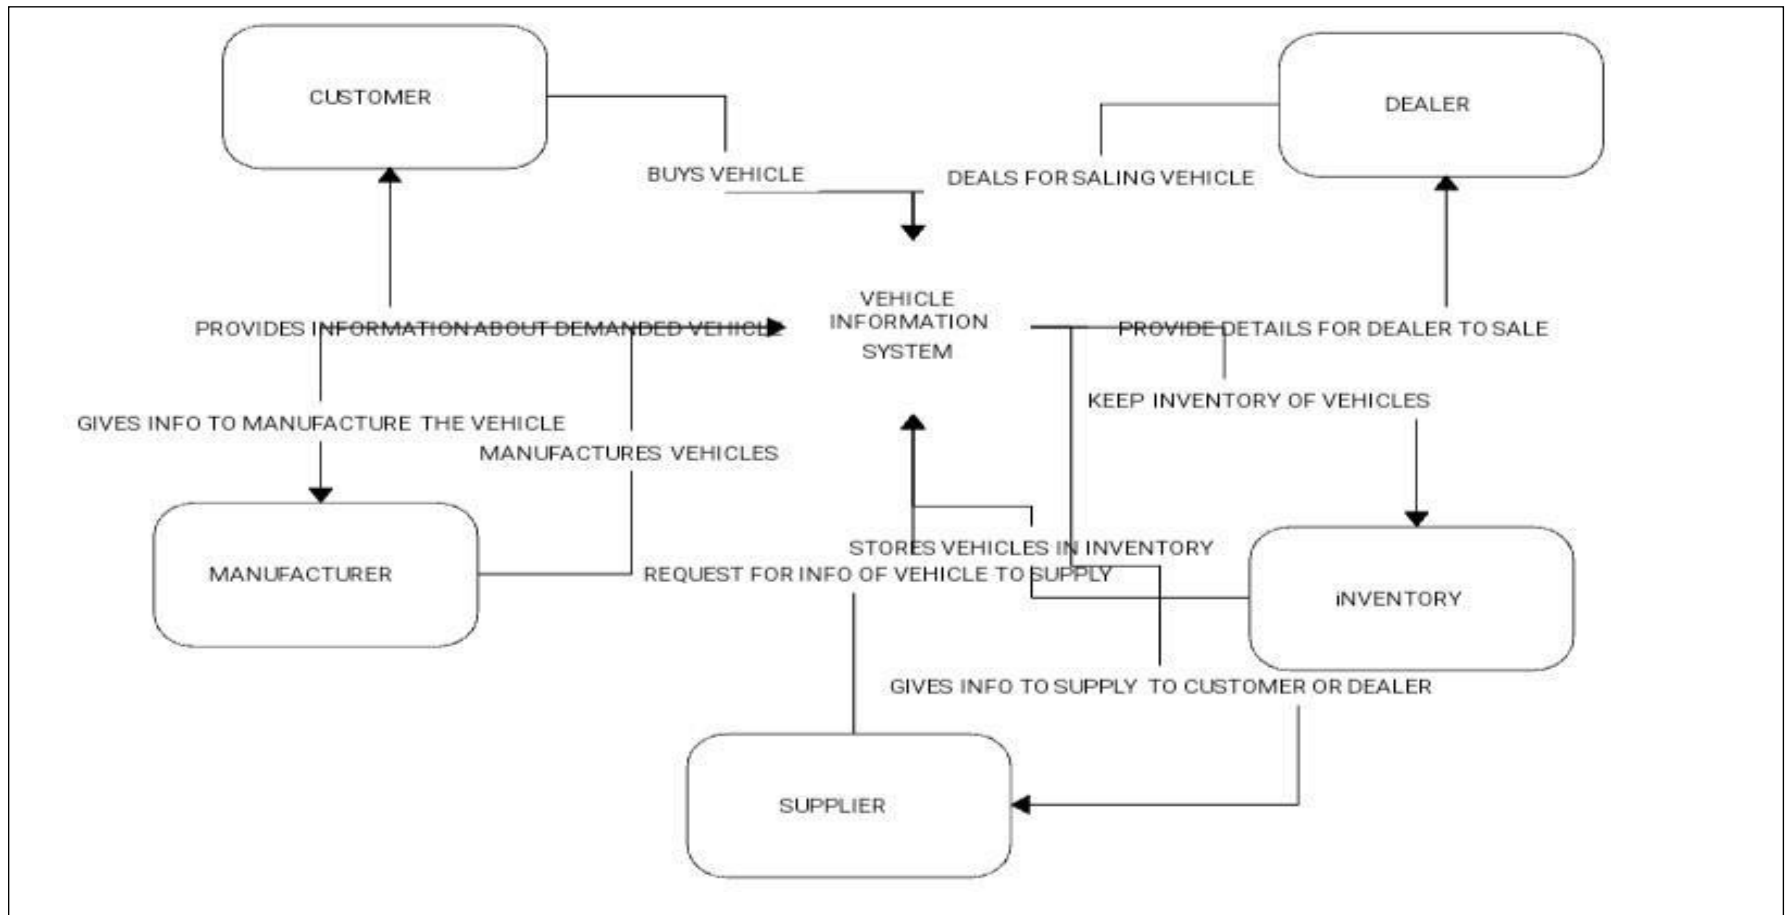 CUSTOMER
DEALER
BUYS VEHICLE
DEALS FOR SALING VEHICLE
VEHICLE
INFORMATION
SYSTEM
PROVIDES INFORMATION ABOUT DEMANDED VEHICLE
PROVIDE DETAILS FOR DEALER TO SALE
KEEP INVENTORY OF VEHICLES
GIVES INFO TO MANUFACTURE THE VEHICLE
MANUFACTURES VEHICLES
STORES VEHICLES IN INVENTORY
REQUEST FOR INFO OF VEHICLE TO SUPPLY
MANUFACTURER
iNVENTORY
GIVES INFO TO SUPPLY TO CUSTOMER OR DEALER
SUPPLIER